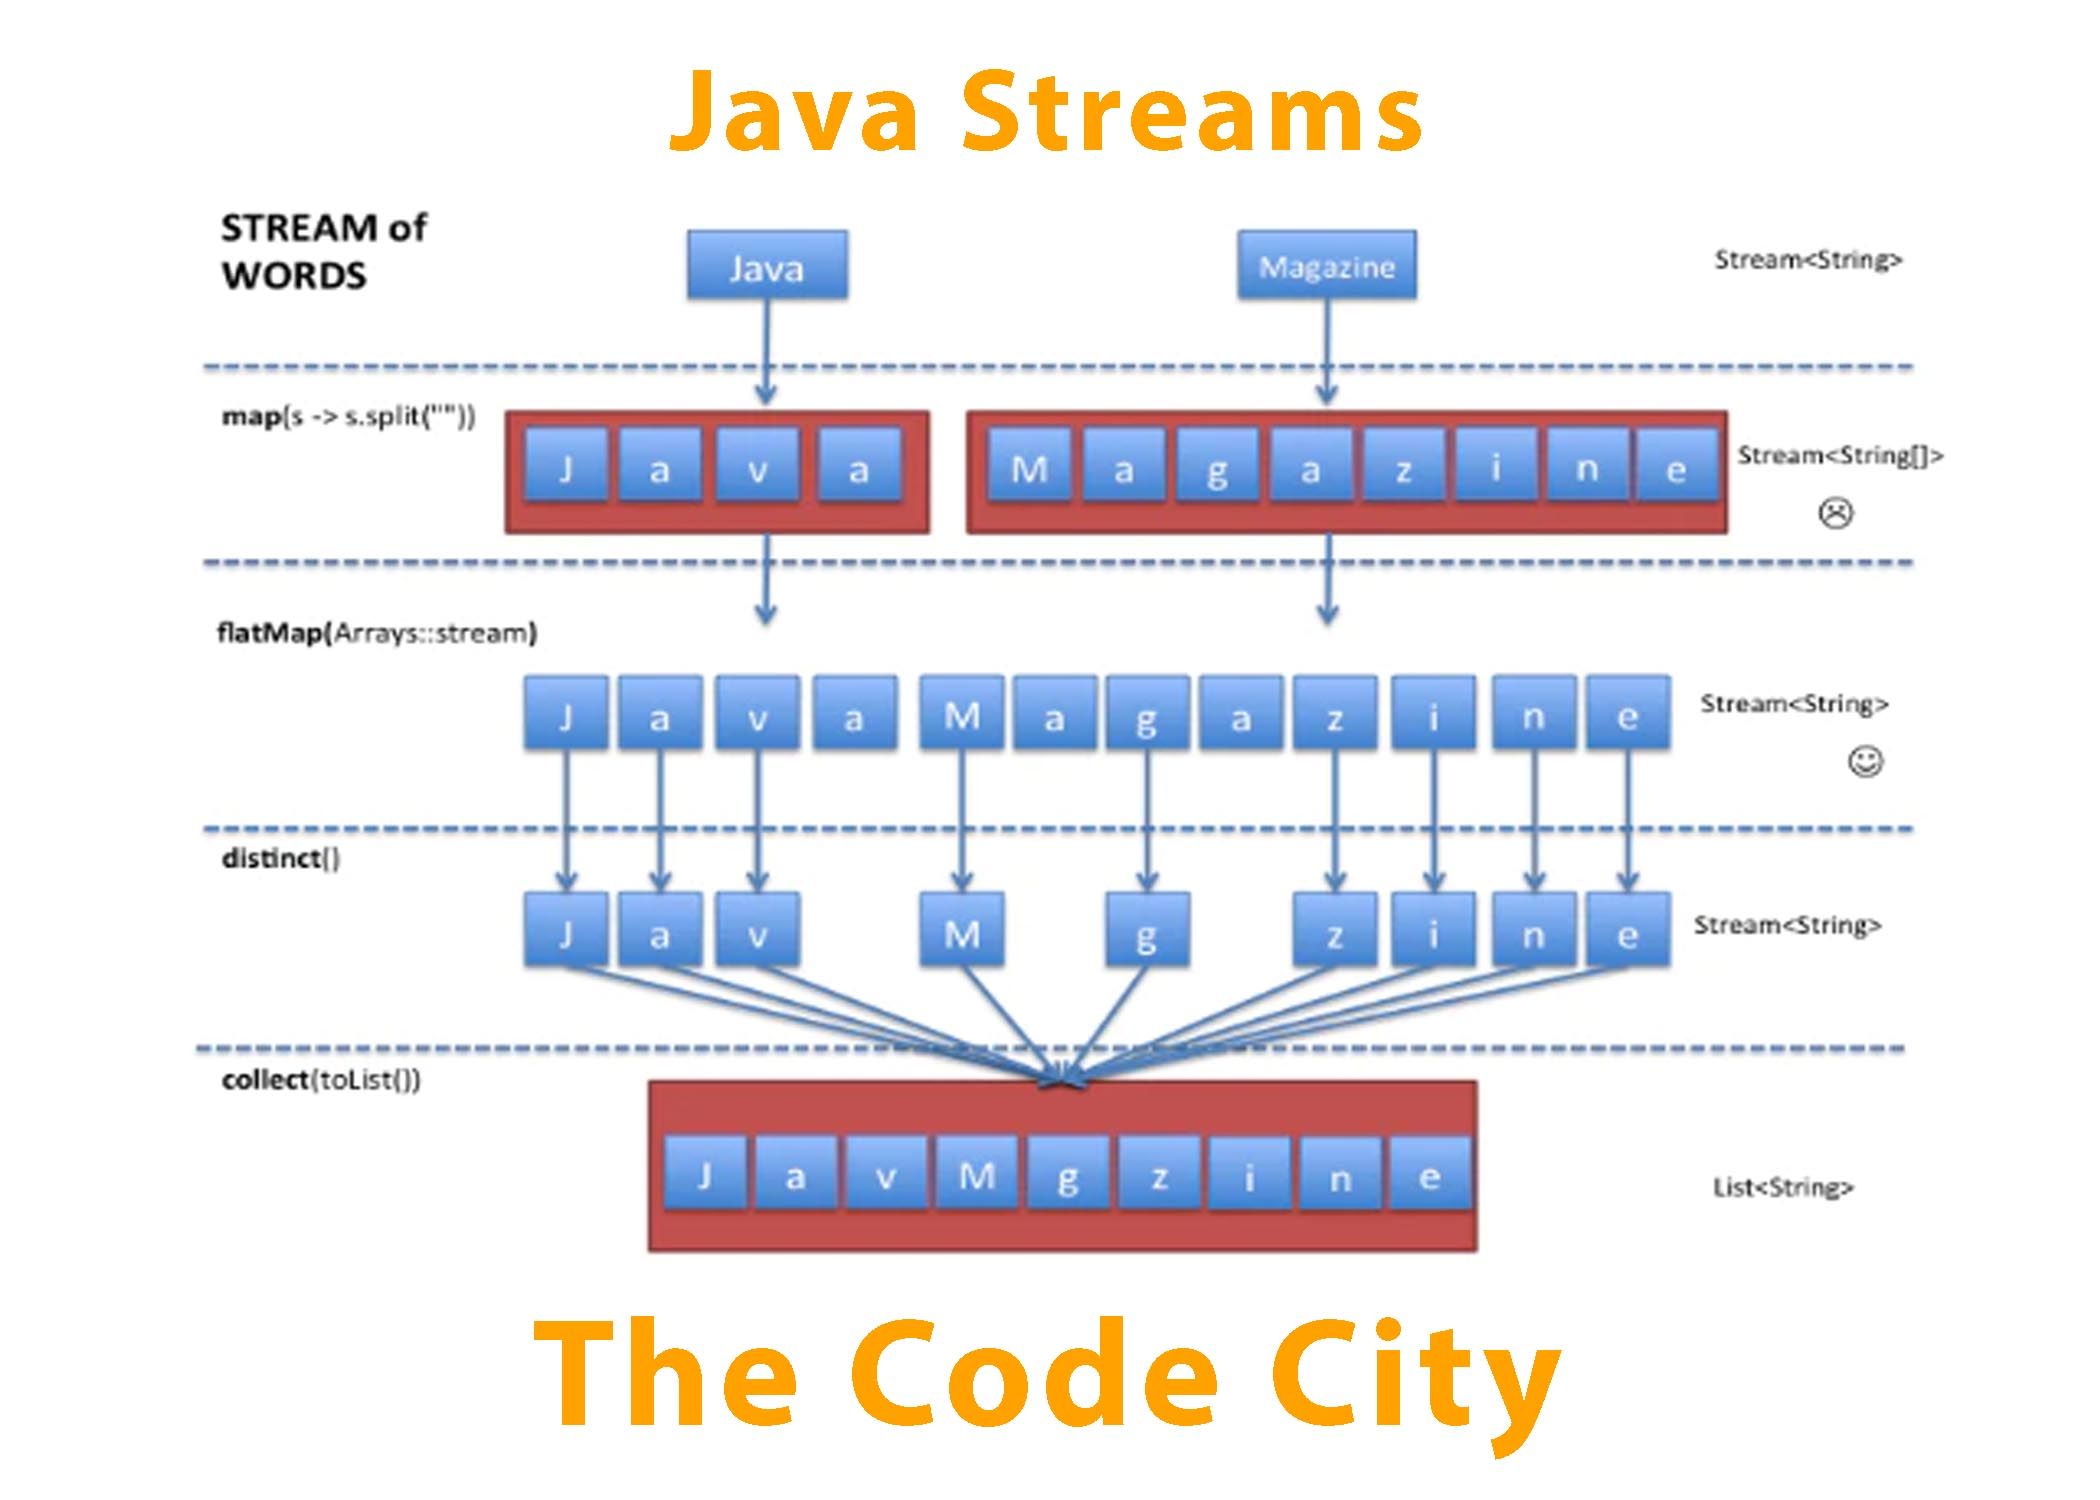 Java Streams
STREAM of
WORDS
Java
Magazine
Stream<String>
map(s -> s.split(""))
J a v a
M a g a z i n e
Stream<String[]>
☹
flatMap(Arrays::stream)
J a v a M a g a z i n e
Stream<String>
☺
distinct()
J a v M g z i n e
Stream<String>
collect(toList())
J a v M g z i n e
List<String>
The Code City